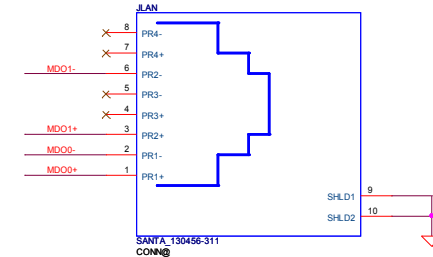 JLAN
8 PR4-
7 PR4+
MDO1- 6 PR2-
5 PR3-
4 PR3+
MDO1+ 3 PR2+
MDO0- 2 PR1-
MDO0+ 1 PR1+
SHLD1 9
SHLD2 10
SANTA_130456-311
CONN@